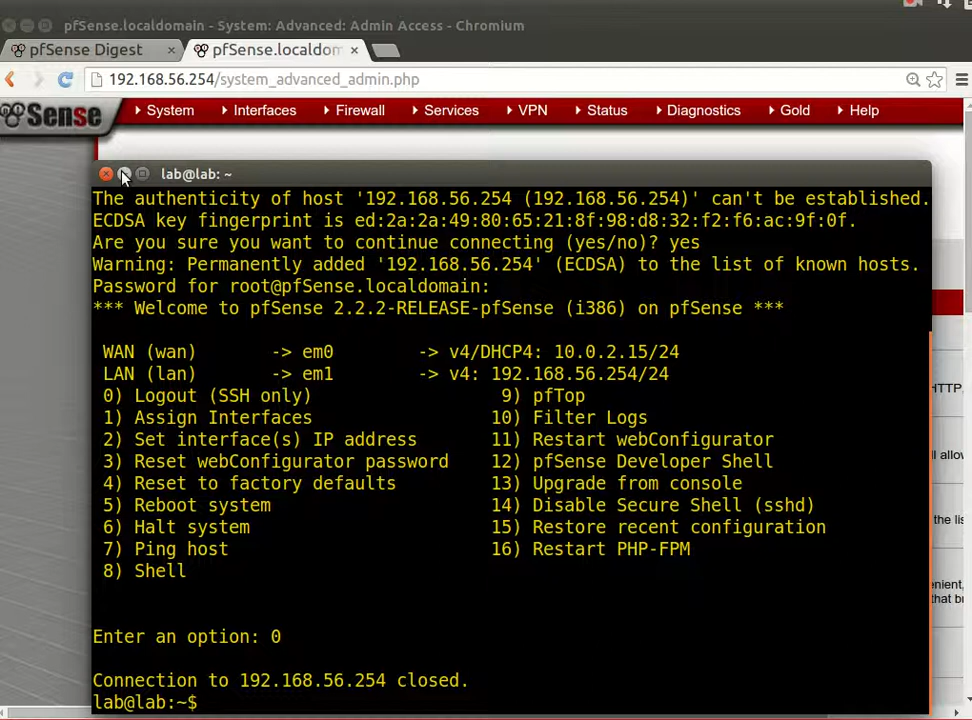 pfSense.localdomain - System: Advanced: Admin Access - Chromium
pfSense Digest
pfSense.localdom
192.168.56.254/system_advanced_admin.php
Sense System Interfaces Firewall Services VPN Status Diagnostics Gold Help
lab@lab: ~
The authenticity of host '192.168.56.254 (192.168.56.254)' can't be established.
ECDSA key fingerprint is ed:2a:2a:49:80:65:21:8f:98:d8:32:f2:f6:ac:9f:0f.
Are you sure you want to continue connecting (yes/no)? yes
Warning: Permanently added '192.168.56.254' (ECDSA) to the list of known hosts.
Password for root@pfSense.localdomain:
*** Welcome to pfSense 2.2.2-RELEASE-pfSense (i386) on pfSense ***
WAN (wan) -> em0 -> v4/DHCP4: 10.0.2.15/24
LAN (lan) -> em1 -> v4: 192.168.56.254/24
HTTP,
0) Logout (SSH only) 9) pfTop
1) Assign Interfaces 10) Filter Logs
2) Set interface(s) IP address 11) Restart webConfigurator
ll allow
3) Reset webConfigurator password 12) pfSense Developer Shell
4) Reset to factory defaults 13) Upgrade from console
5) Reboot system 14) Disable Secure Shell (sshd)
the lis
6) Halt system 15) Restore recent configuration
7) Ping host 16) Restart PHP-FPM
8) Shell
enient,
that br
Enter an option: 0
Connection to 192.168.56.254 closed.
lab@lab:~$